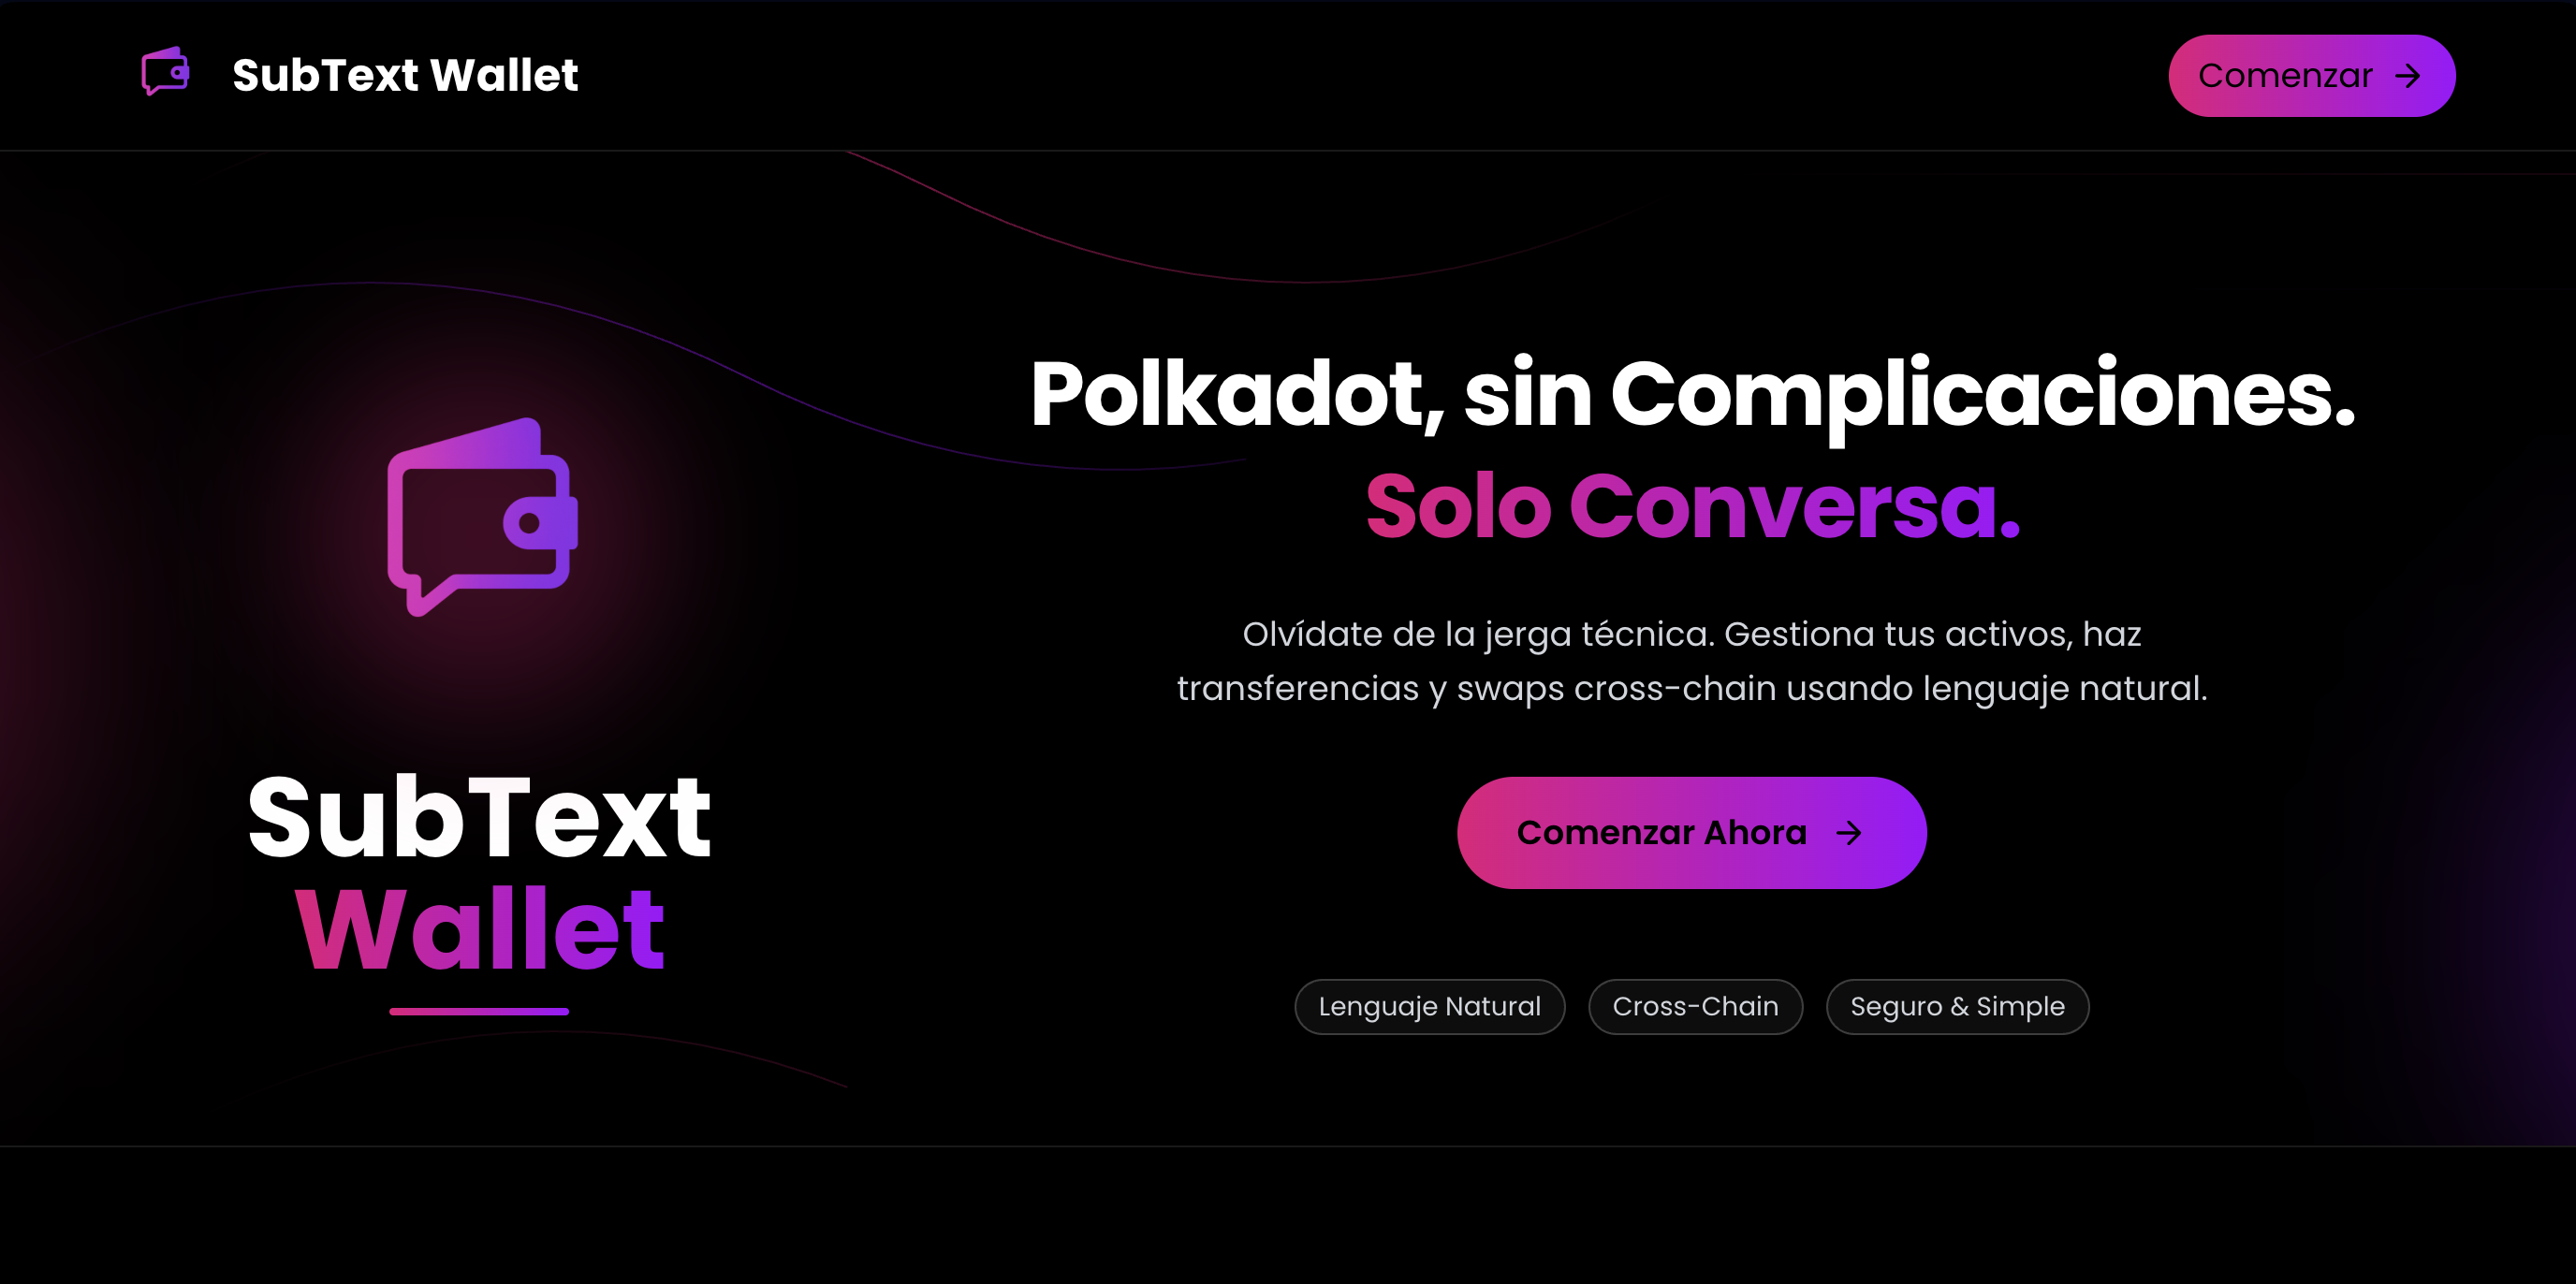 SubText Wallet
Comenzar
SubText
Wallet
Polkadot, sin Complicaciones.
Solo Conversa.
Olvídate de la jerga técnica. Gestiona tus activos, haz
transferencias y swaps cross-chain usando lenguaje natural.
Comenzar Ahora
Lenguaje Natural
Cross-Chain
Seguro & Simple